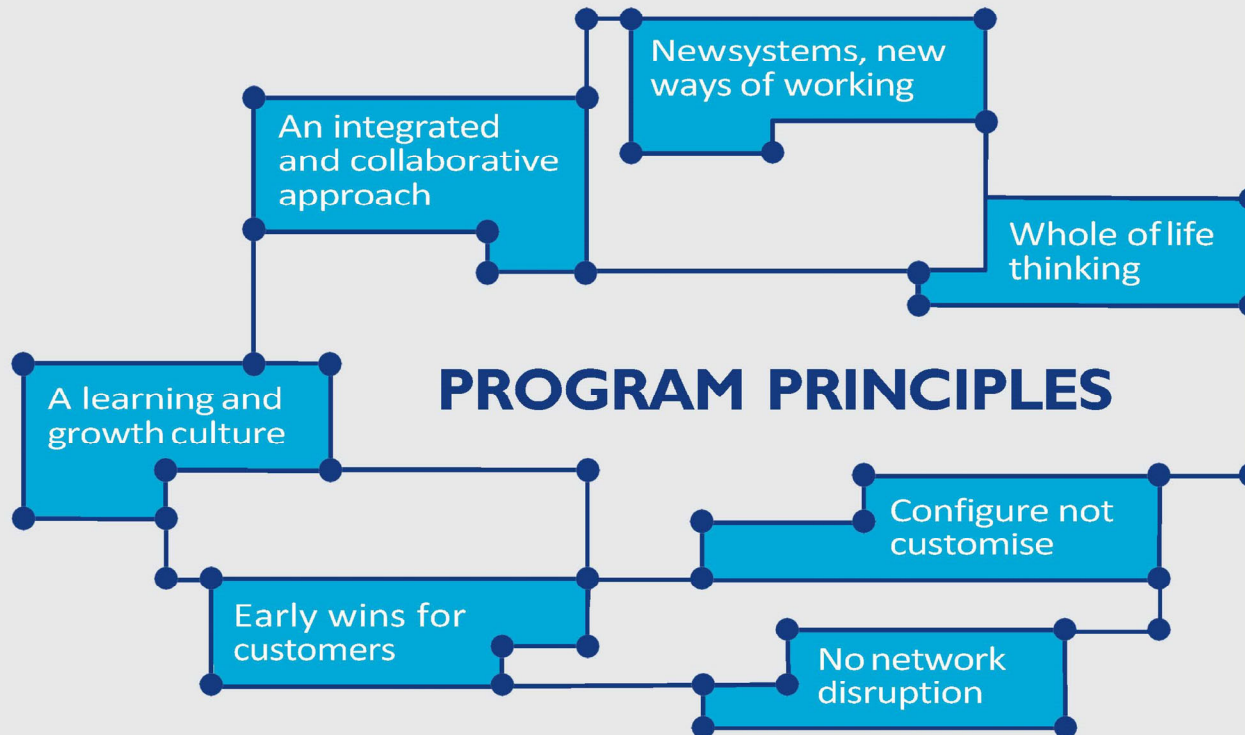 Newsystems, new
ways of working
An integrated
and collaborative
approach
Whole of life
thinking
PROGRAM PRINCIPLES
A learning and
growth culture
Configure not
customise
Early wins for
customers
No network
disruption